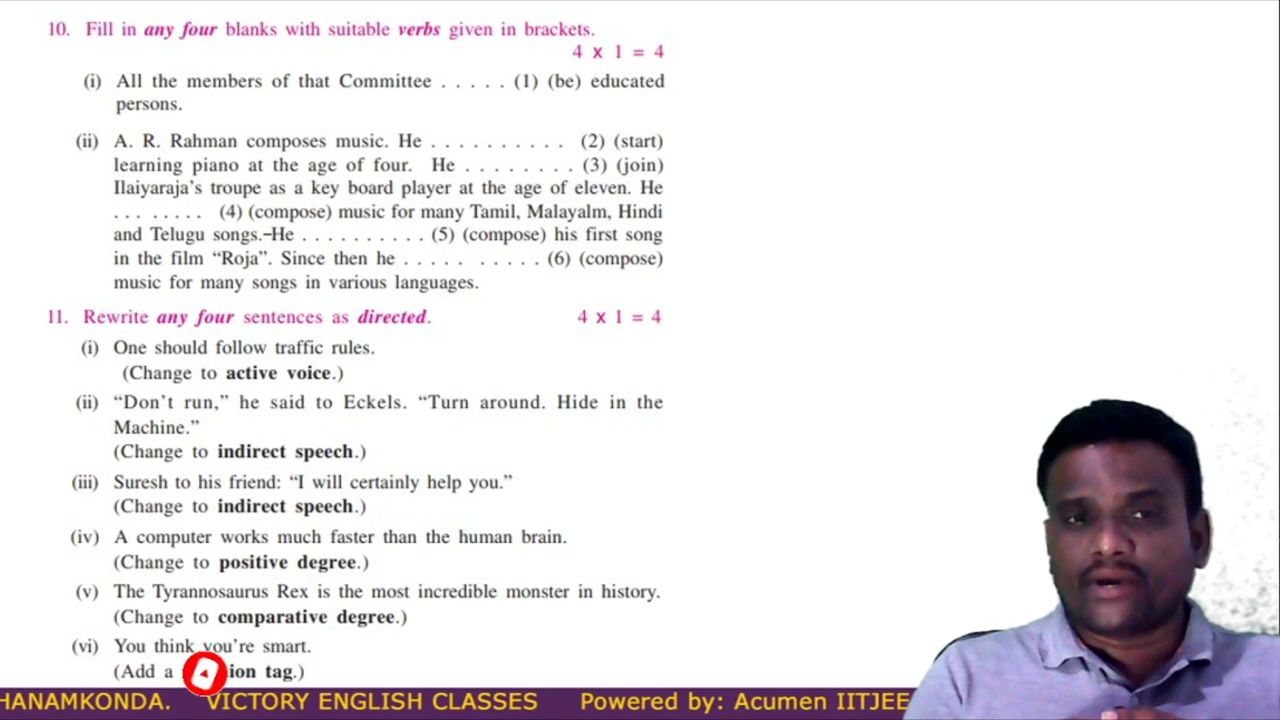 10. Fill in any four blanks with suitable verbs given in brackets.
4 x 1 = 4
(i) All the members of that Committee . . . . . (1) (be) educated
persons.
(ii) A. R. Rahman composes music. He . . . . . . . . . . (2) (start)
learning piano at the age of four. He . . . . . . . . (3) (join)
Ilaiyaraja's troupe as a key board player at the age of eleven. He
. . . . . . . . (4) (compose) music for many Tamil, Malayalm, Hindi
and Telugu songs.-He . . . . . . . . . . (5) (compose) his first song
in the film "Roja". Since then he . . . . . . . . . . (6) (compose)
music for many songs in various languages.
11. Rewrite any four sentences as directed. 4 x 1 = 4
(i) One should follow traffic rules.
(Change to active voice.)
(ii) "Don't run," he said to Eckels. "Turn around. Hide in the
Machine."
(Change to indirect speech.)
(iii) Suresh to his friend: "I will certainly help you."
(Change to indirect speech.)
(iv) A computer works much faster than the human brain.
(Change to positive degree.)
(v) The Tyrannosaurus Rex is the most incredible monster in history.
(Change to comparative degree.)
(vi) You think you're smart.
(Add a ion tag.)
HANAMKONDA. VICTORY ENGLISH CLASSES Powered by: Acumen IITJEE